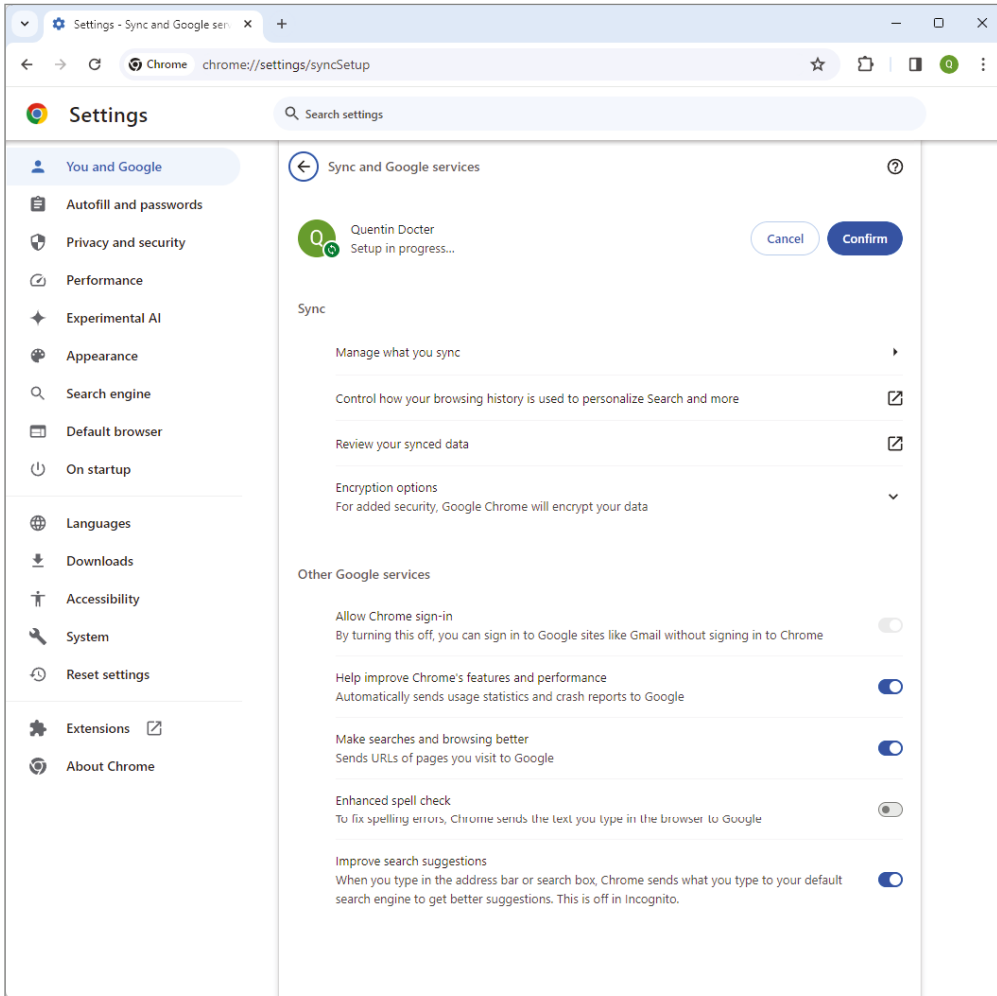 Settings - Sync and Google ser
Chrome chrome://settings/syncSetup
Q
Settings
Search settings
You and Google
Autofill and passwords
Privacy and security
Performance
Experimental AI
Appearance
Search engine
Default browser
On startup
Languages
Downloads
Accessibility
System
Reset settings
Extensions
About Chrome
Sync and Google services
Q
Quentin Docter
Setup in progress...
Cancel
Confirm
Sync
Manage what you sync
Control how your browsing history is used to personalize Search and more
Review your synced data
Encryption options
For added security, Google Chrome will encrypt your data
Other Google services
Allow Chrome sign-in
By turning this off, you can sign in to Google sites like Gmail without signing in to Chrome
Help improve Chrome's features and performance
Automatically sends usage statistics and crash reports to Google
Make searches and browsing better
Sends URLs of pages you visit to Google
Enhanced spell check
To fix spelling errors, Chrome sends the text you type in the browser to Google
Improve search suggestions
When you type in the address bar or search box, Chrome sends what you type to your default
search engine to get better suggestions. This is off in Incognito.